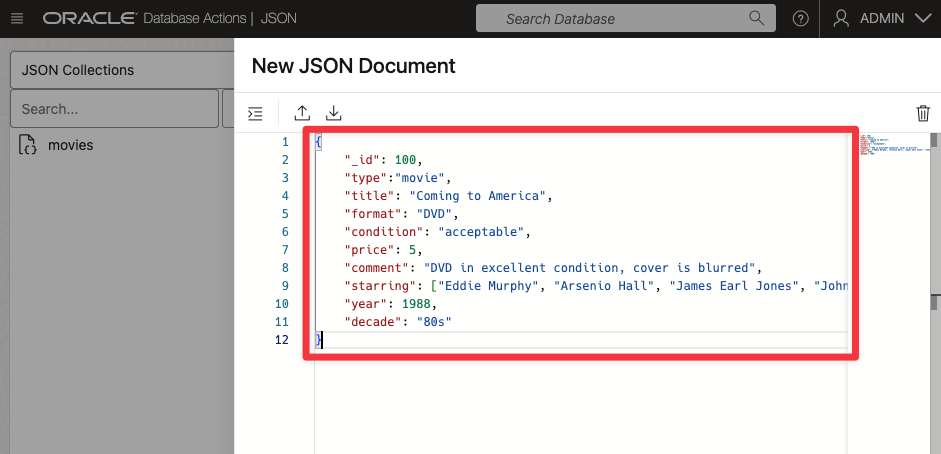 ORACLE Database Actions | JSON
Search Database
ADMIN
JSON Collections
Search...
movies
New JSON Document
1 {
2 "_id": 100,
3 "type":"movie",
4 "title": "Coming to America",
5 "format": "DVD",
6 "condition": "acceptable",
7 "price": 5,
8 "comment": "DVD in excellent condition, cover is blurred",
9 "starring": ["Eddie Murphy", "Arsenio Hall", "James Earl Jones", "John
10 "year": 1988,
11 "decade": "80s"
12 }